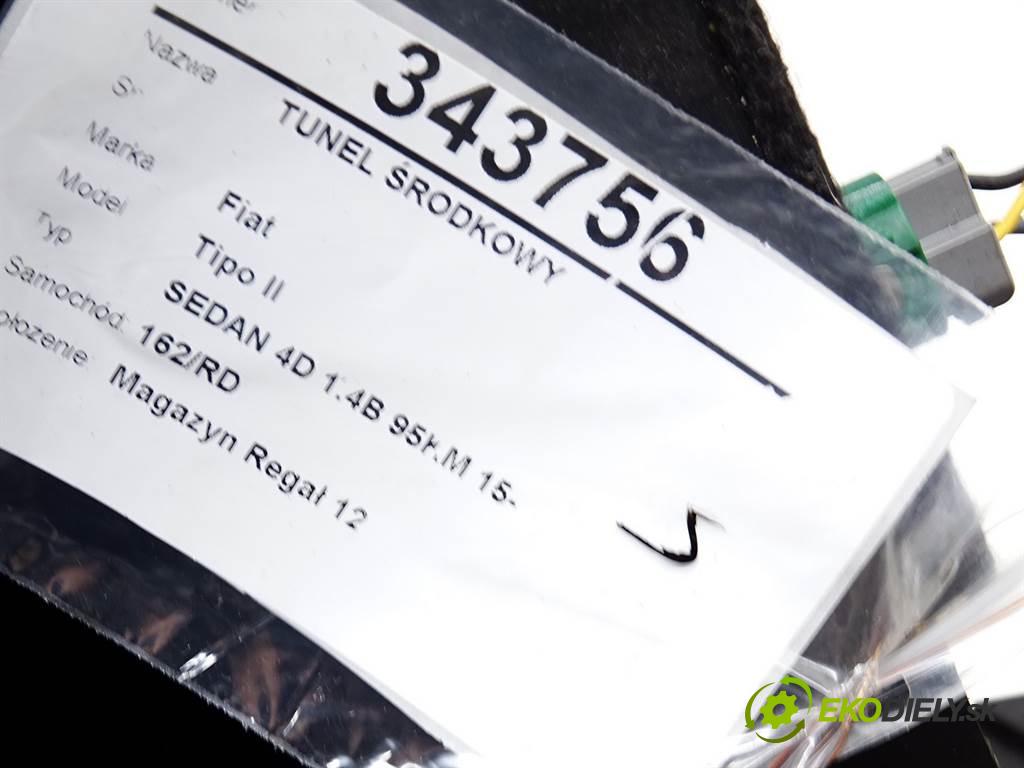 343756
Nazwa TUNEL ŚRODKOWY
Marka Fiat
Model Tipo II
Typ SEDAN 4D 1.4B 95KM 15-
Samochód: 162/RD
Magazyn Regał 12
EKODIELY.sk